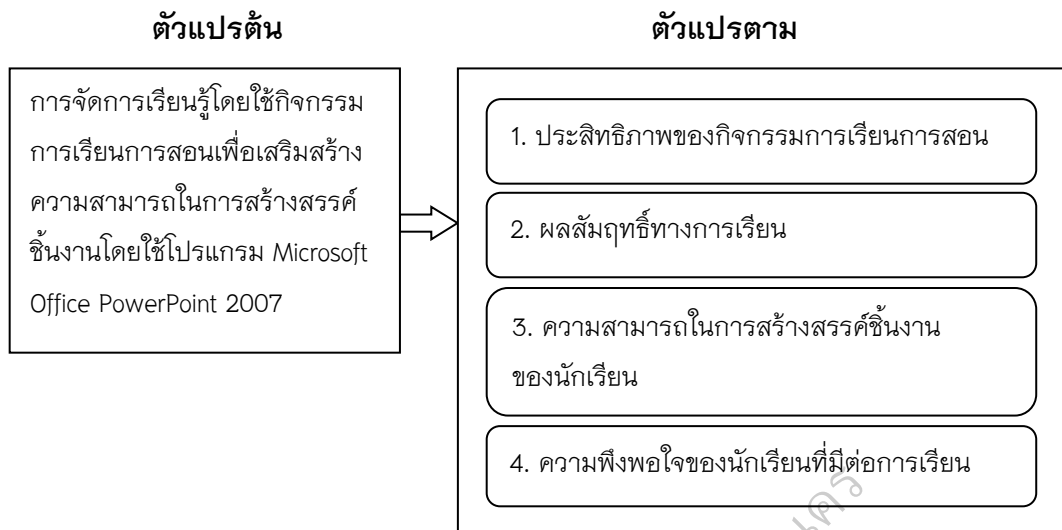 ตัวแปรต้น
ตัวแปรตาม
การจัดการเรียนรู้โดยใช้กิจกรรม
การเรียนการสอนเพื่อเสริมสร้าง
ความสามารถในการสร้างสรรค์
ชิ้นงานโดยใช้โปรแกรม Microsoft
Office PowerPoint 2007
1. ประสิทธิภาพของกิจกรรมการเรียนการสอน
2. ผลสัมฤทธิ์ทางการเรียน
3. ความสามารถในการสร้างสรรค์ชิ้นงาน
ของนักเรียน
4. ความพึงพอใจของนักเรียนที่มีต่อการเรียน